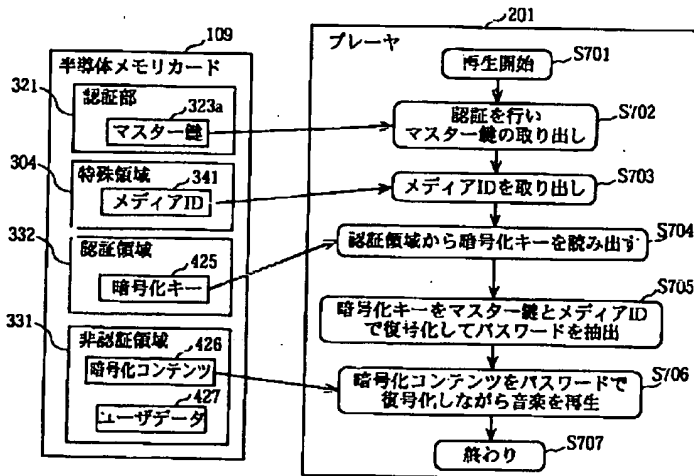 109
半導体メモリカード
321
認証部
323a
マスター鍵
304
特殊領域
341
メディアID
332
認証領域
425
暗号化キー
331
非認証領域
426
暗号化コンテンツ
427
ユーザデータ
201
プレーヤ
再生開始
S701
認証を行い
マスター鍵の取り出し
S702
メディアIDを取り出し
S703
認証領域から暗号化キーを読み出す
S704
暗号化キーをマスター鍵とメディアID
で復号化してパスワードを抽出
S705
暗号化コンテンツをパスワードで
復号化しながら音楽を再生
S706
終わり
S707